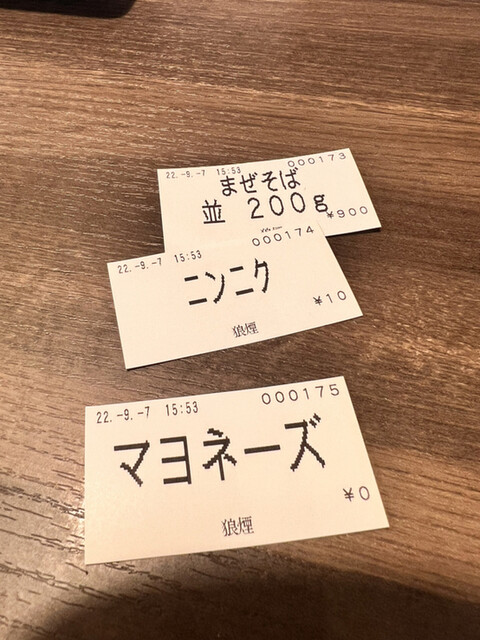 22.-9.-7 15:53 000173
まぜそば
並 200g
¥900
22.-9.-7 15:53 000174
ニンニク
¥10
狼煙
22.-9.-7 15:53 000175
マヨネーズ
¥0
狼煙